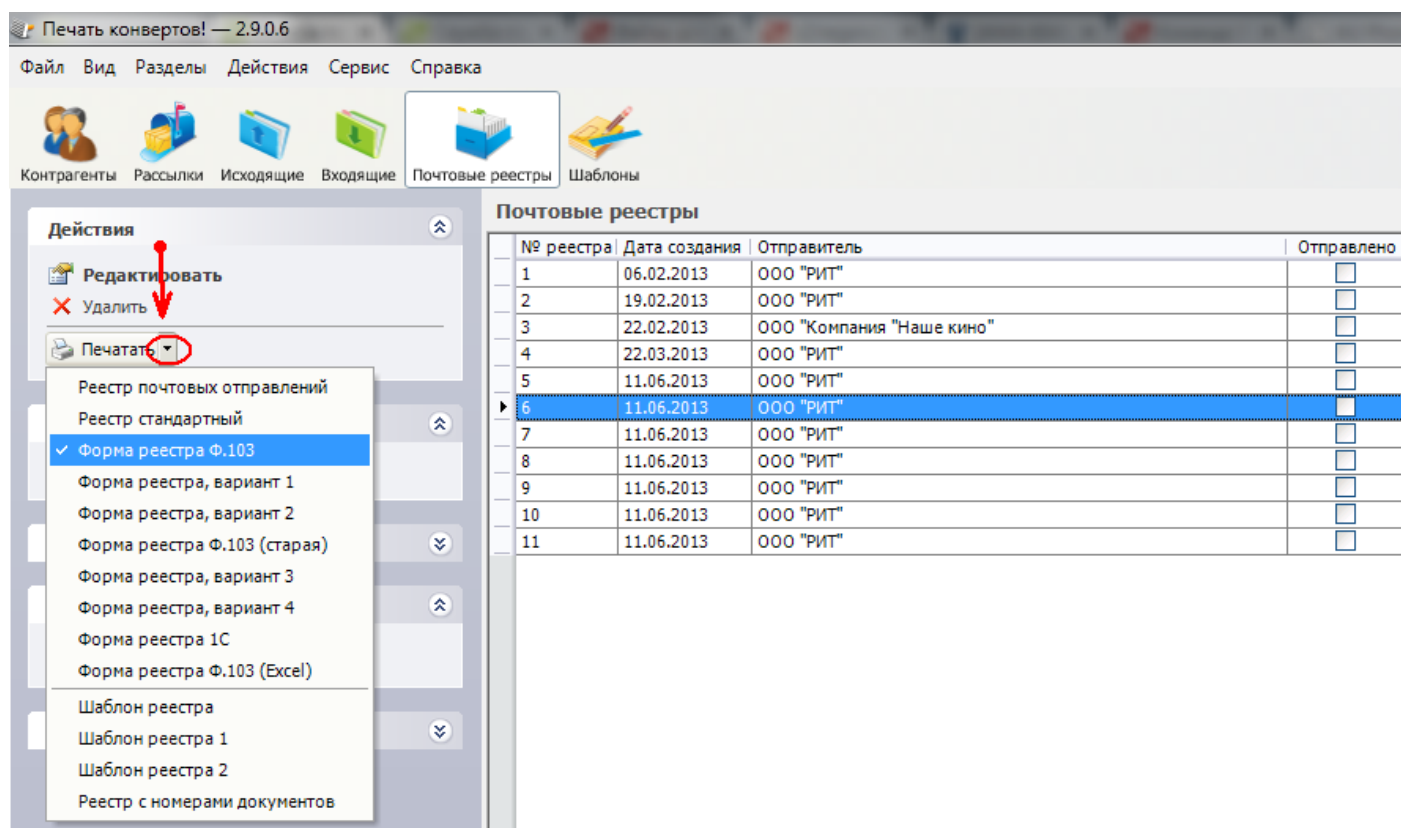 Печать конвертов! — 2.9.0.6
Файл Вид Разделы Действия Сервис Справка
Контрагенты Рассылки Исходящие Входящие Почтовые реестры Шаблоны
Действия
Редактировать
Удалить
Печатать
Реестр почтовых отправлений
Реестр стандартный
Форма реестра Ф.103
Форма реестра, вариант 1
Форма реестра, вариант 2
Форма реестра Ф.103 (старая)
Форма реестра, вариант 3
Форма реестра, вариант 4
Форма реестра 1С
Форма реестра Ф.103 (Excel)
Шаблон реестра
Шаблон реестра 1
Шаблон реестра 2
Реестр с номерами документов
Почтовые реестры
№ реестра Дата создания Отправитель Отправлено
1 06.02.2013 ООО "РИТ"
2 19.02.2013 ООО "РИТ"
3 22.02.2013 ООО "Компания "Наше кино"
4 22.03.2013 ООО "РИТ"
5 11.06.2013 ООО "РИТ"
6 11.06.2013 ООО "РИТ"
7 11.06.2013 ООО "РИТ"
8 11.06.2013 ООО "РИТ"
9 11.06.2013 ООО "РИТ"
10 11.06.2013 ООО "РИТ"
11 11.06.2013 ООО "РИТ"